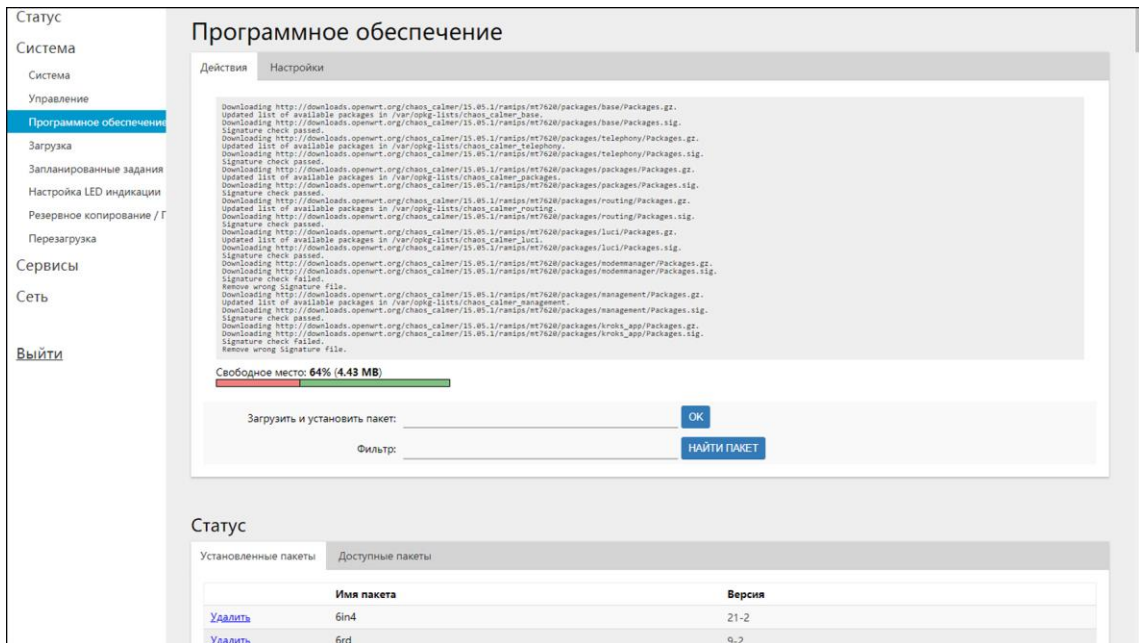 Статус
Система
Система
Управление
Программное обеспечение
Загрузка
Запланированные задания
Настройка LED индикации
Резервное копирование / П
Перезагрузка
Сервисы
Сеть
Выйти
Программное обеспечение
Действия Настройки
Downloading http://downloads.openwrt.org/chaos_calmer/15.05.1/ramips/mt7620/packages/base/Packages.gz.
Updated list of available packages in /var/opkg-lists/chaos_calmer_base.
Downloading http://downloads.openwrt.org/chaos_calmer/15.05.1/ramips/mt7620/packages/base/Packages.sig.
Signature check passed.
Downloading http://downloads.openwrt.org/chaos_calmer/15.05.1/ramips/mt7620/packages/telephony/Packages.gz.
Updated list of available packages in /var/opkg-lists/chaos_calmer_telephony.
Downloading http://downloads.openwrt.org/chaos_calmer/15.05.1/ramips/mt7620/packages/telephony/Packages.sig.
Signature check passed.
Downloading http://downloads.openwrt.org/chaos_calmer/15.05.1/ramips/mt7620/packages/packages/Packages.gz.
Updated list of available packages in /var/opkg-lists/chaos_calmer_packages.
Downloading http://downloads.openwrt.org/chaos_calmer/15.05.1/ramips/mt7620/packages/packages/Packages.sig.
Signature check passed.
Downloading http://downloads.openwrt.org/chaos_calmer/15.05.1/ramips/mt7620/packages/routing/Packages.gz.
Updated list of available packages in /var/opkg-lists/chaos_calmer_routing.
Downloading http://downloads.openwrt.org/chaos_calmer/15.05.1/ramips/mt7620/packages/routing/Packages.sig.
Signature check passed.
Downloading http://downloads.openwrt.org/chaos_calmer/15.05.1/ramips/mt7620/packages/luci/Packages.gz.
Updated list of available packages in /var/opkg-lists/chaos_calmer_luci.
Downloading http://downloads.openwrt.org/chaos_calmer/15.05.1/ramips/mt7620/packages/luci/Packages.sig.
Signature check passed.
Downloading http://downloads.openwrt.org/chaos_calmer/15.05.1/ramips/mt7620/packages/modemmanager/Packages.gz.
Downloading http://downloads.openwrt.org/chaos_calmer/15.05.1/ramips/mt7620/packages/modemmanager/Packages.sig.
Signature check failed.
Remove wrong Signature file.
Downloading http://downloads.openwrt.org/chaos_calmer/15.05.1/ramips/mt7620/packages/management/Packages.gz.
Updated list of available packages in /var/opkg-lists/chaos_calmer_management.
Downloading http://downloads.openwrt.org/chaos_calmer/15.05.1/ramips/mt7620/packages/management/Packages.sig.
Signature check passed.
Downloading http://downloads.openwrt.org/chaos_calmer/15.05.1/ramips/mt7620/packages/kroks_app/Packages.gz.
Downloading http://downloads.openwrt.org/chaos_calmer/15.05.1/ramips/mt7620/packages/kroks_app/Packages.sig.
Signature check failed.
Remove wrong Signature file.
Свободное место: 64% (4.43 MB)
Загрузить и установить пакет: OK
Фильтр: НАЙТИ ПАКЕТ
Статус
Установленные пакеты Доступные пакеты
Имя пакета Версия
Удалить 6in4 21-2
Удалить 6rd 9-2